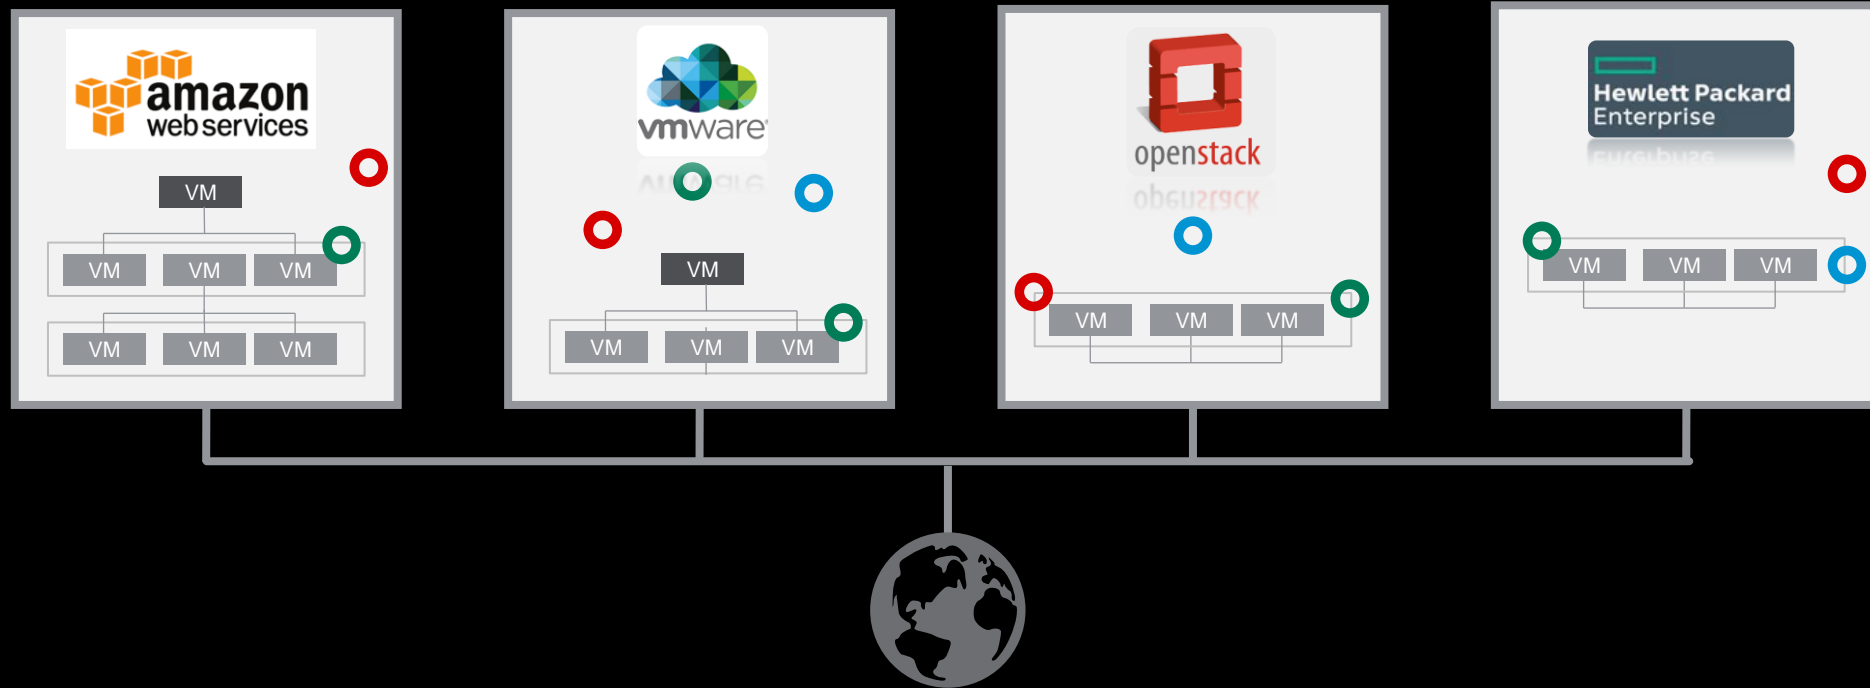 amazon
web services
VM
VM VM VM
VM VM VM
vmware
VM
VM VM VM
openstack
VM VM VM
Hewlett Packard
Enterprise
VM VM VM